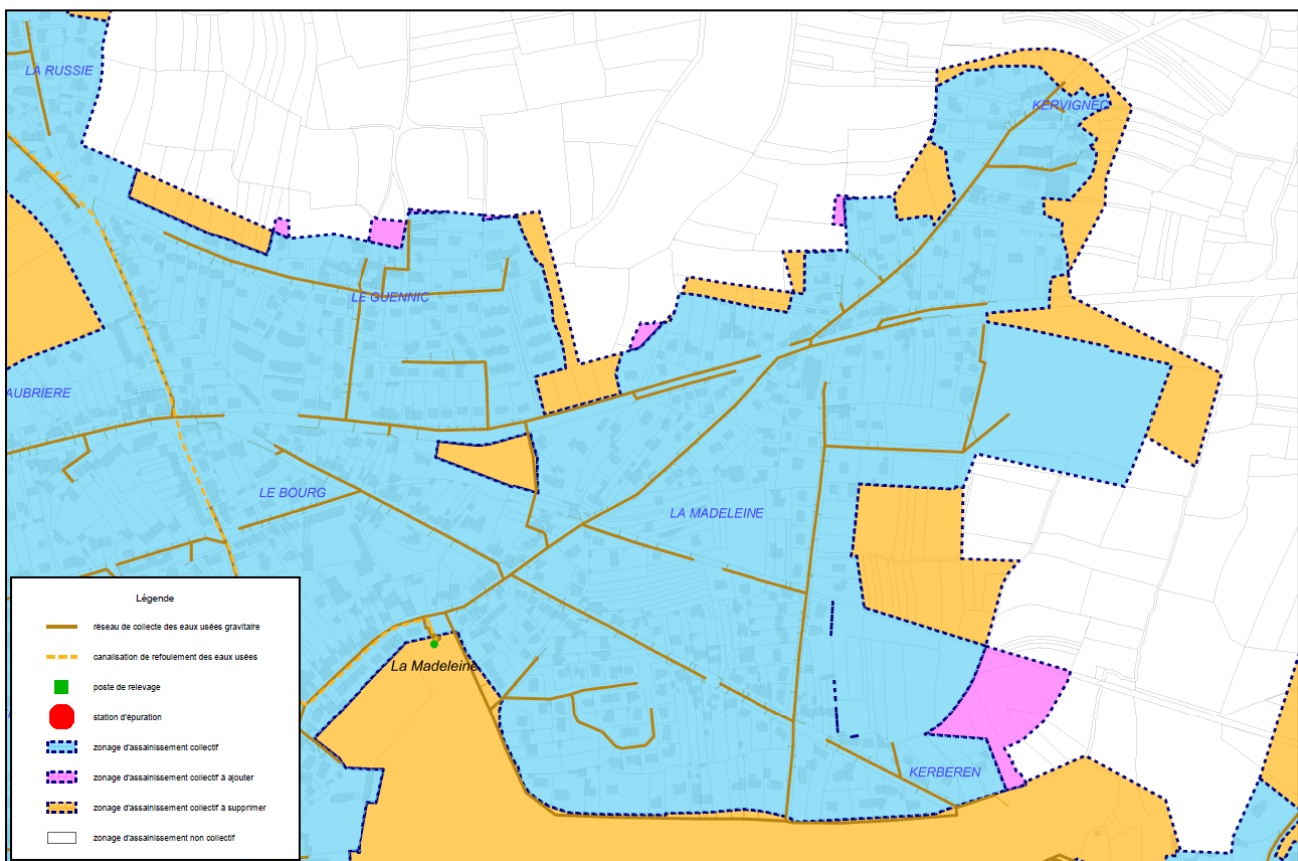 LA RUSSIE
KERVIGNEC
LE GUENNIC
AUBRIERE
LE BOURG
LA MADELEINE
La Madeleine
KERBEREN
Légende
réseau de collecte des eaux usées gravitaire
canalisation de refoulement des eaux usées
poste de relevage
station d'épuration
zonage d'assainissement collectif
zonage d'assainissement collectif à ajouter
zonage d'assainissement collectif à supprimer
zonage d'assainissement non collectif